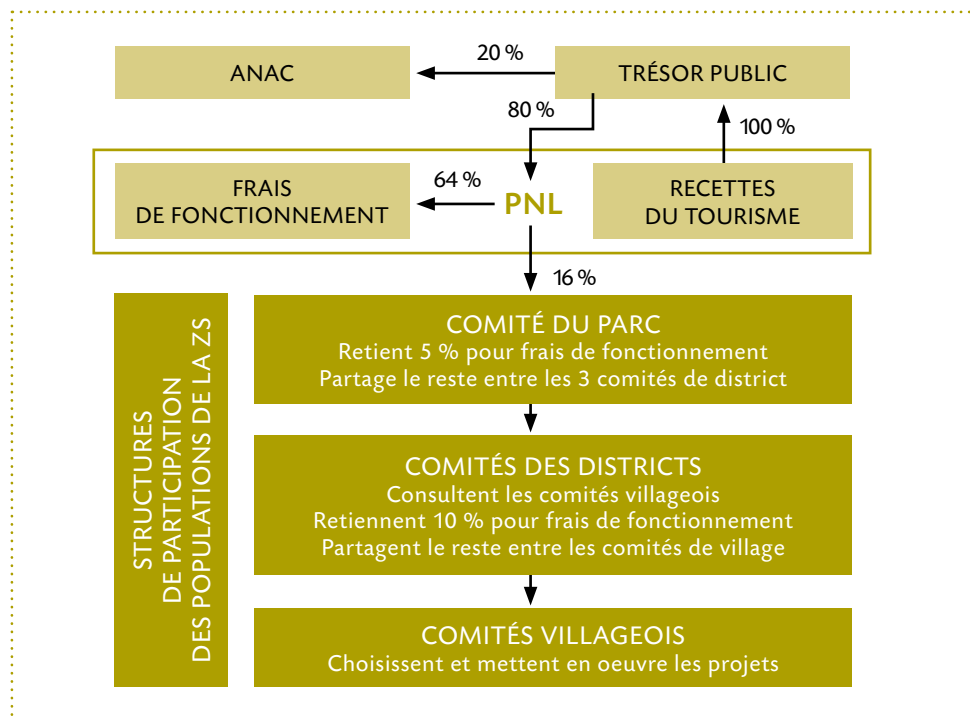 20 %
ANAC
TRÉSOR PUBLIC
80 %
100 %
FRAIS
DE FONCTIONNEMENT
64 %
PNL
RECETTES
DU TOURISME
16 %
STRUCTURES
DE PARTICIPATION
DES POPULATIONS DE LA ZS
COMITÉ DU PARC
Retient 5 % pour frais de fonctionnement
Partage le reste entre les 3 comités de district
COMITÉS DES DISTRICTS
Consultent les comités villageois
Retiennent 10 % pour frais de fonctionnement
Partagent le reste entre les comités de village
COMITÉS VILLAGEOIS
Choisissent et mettent en oeuvre les projets